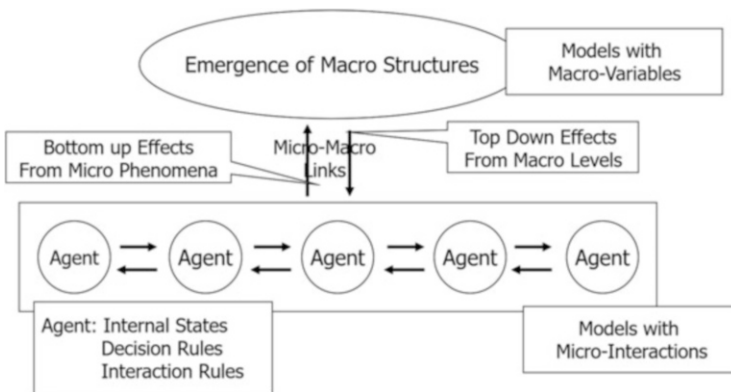 Emergence of Macro Structures
Models with
Macro-Variables
Bottom up Effects
From Micro Phenomena
Micro-Macro
Links
Top Down Effects
From Macro Levels
Agent
Agent
Agent
Agent
Agent
Agent: Internal States
Decision Rules
Interaction Rules
Models with
Micro-Interactions